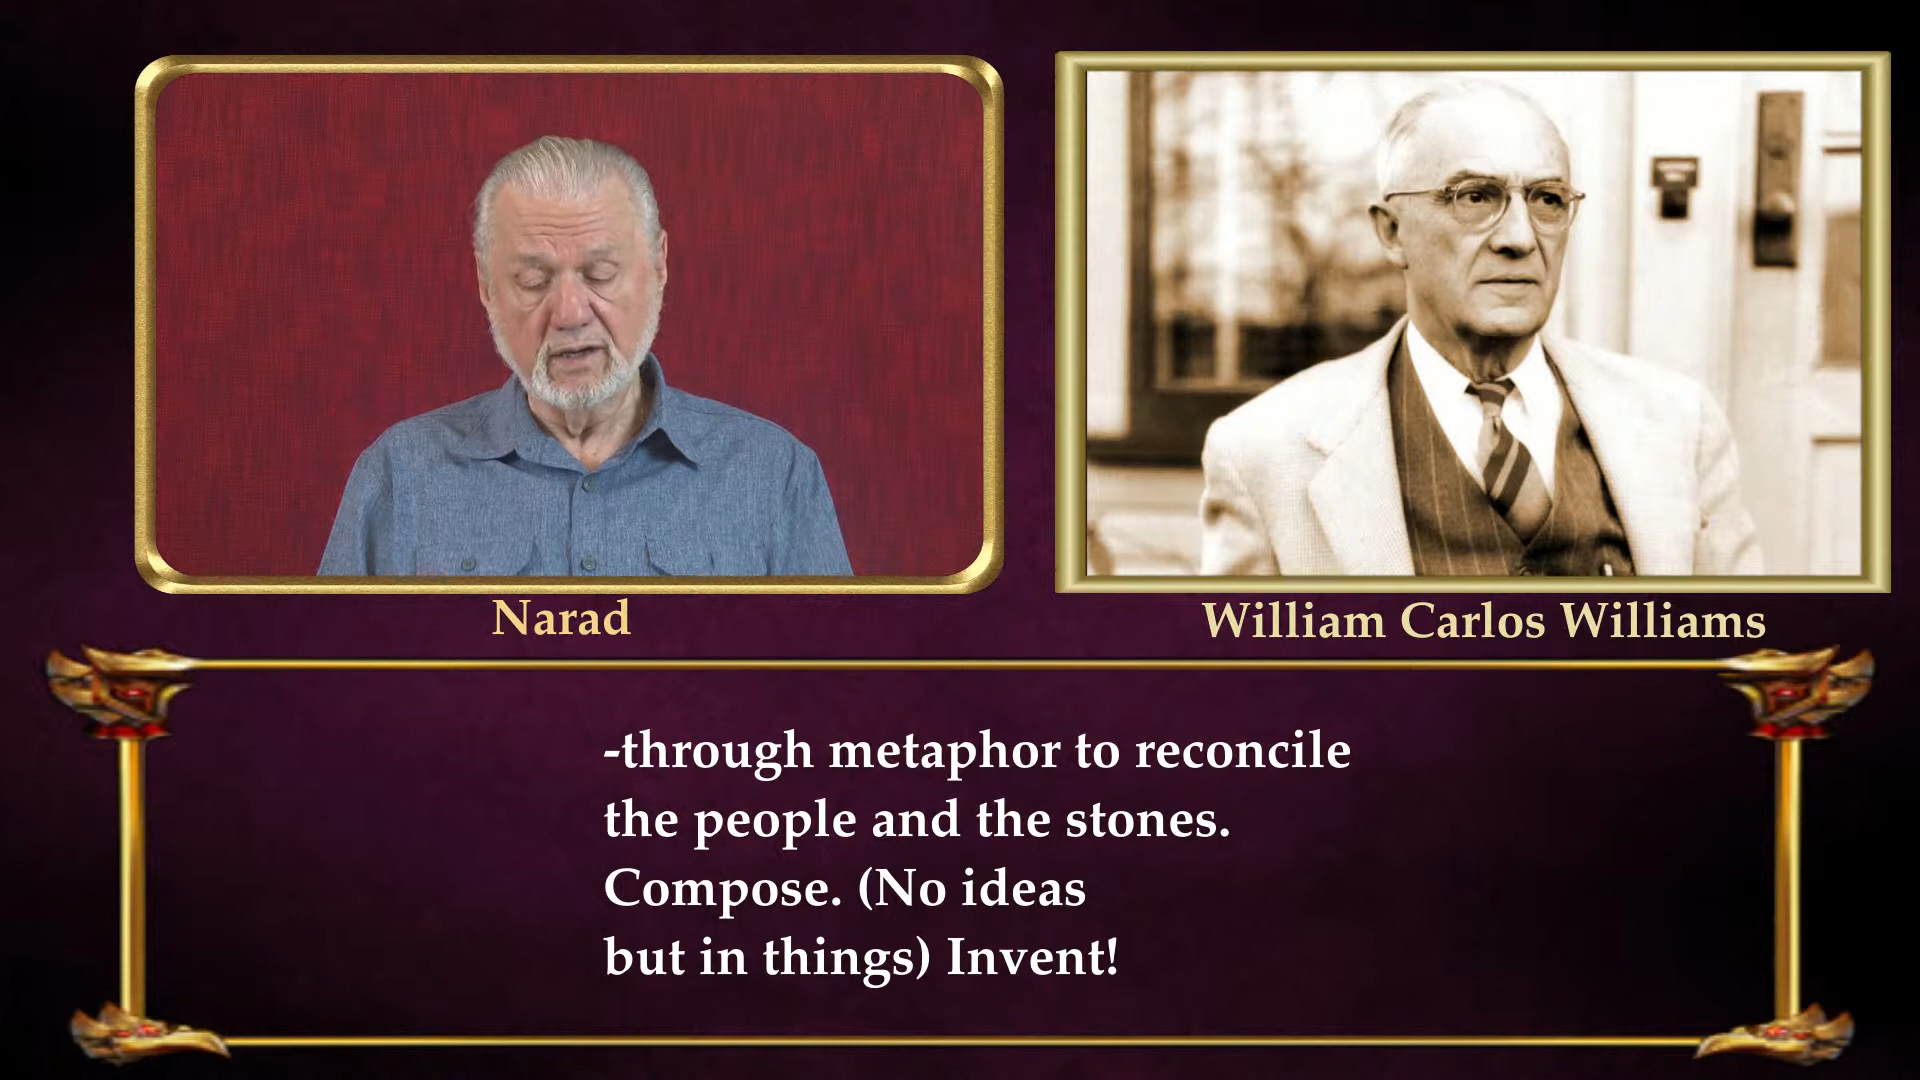 Narad
William Carlos Williams
-through metaphor to reconcile
the people and the stones.
Compose. (No ideas
but in things) Invent!